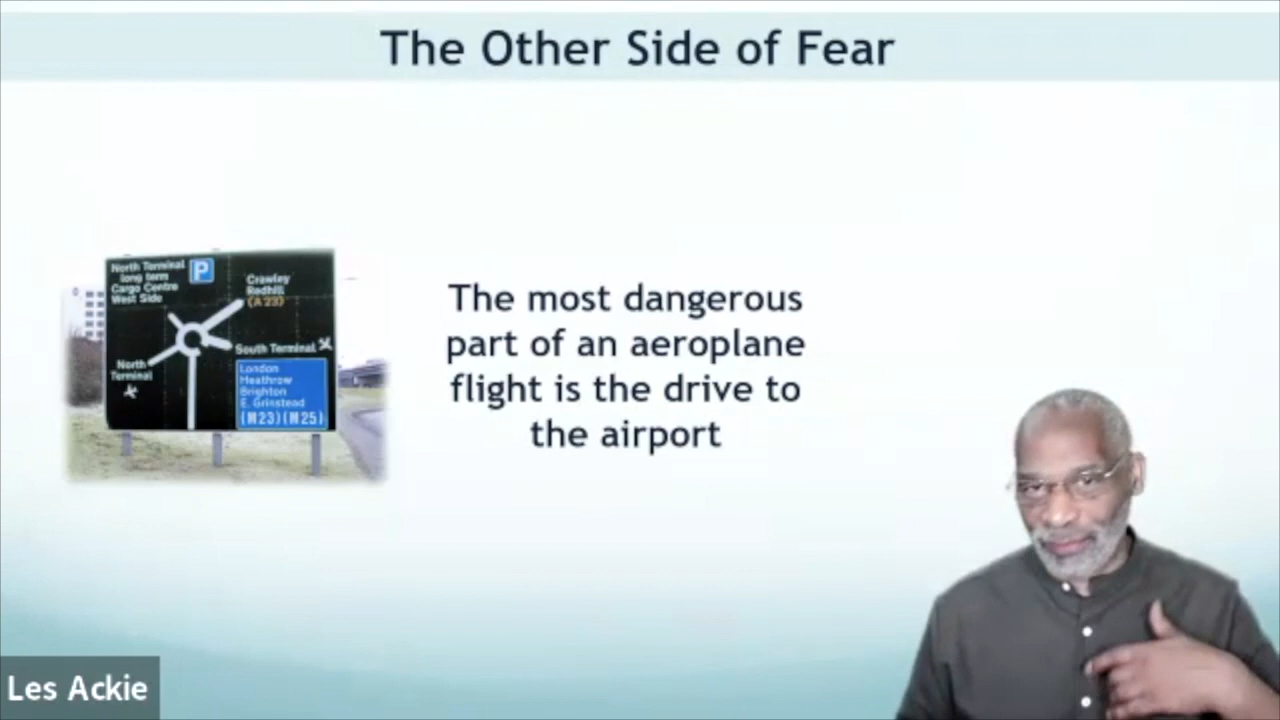 The Other Side of Fear
North Terminal
long term
Cargo Centre
West Side
P
Crawley
Redhill
(A23)
South Terminal
North
Terminal
London
Heathrow
Brighton
E. Grinstead
(M23)(M25)
The most dangerous
part of an aeroplane
flight is the drive to
the airport
Les Ackie